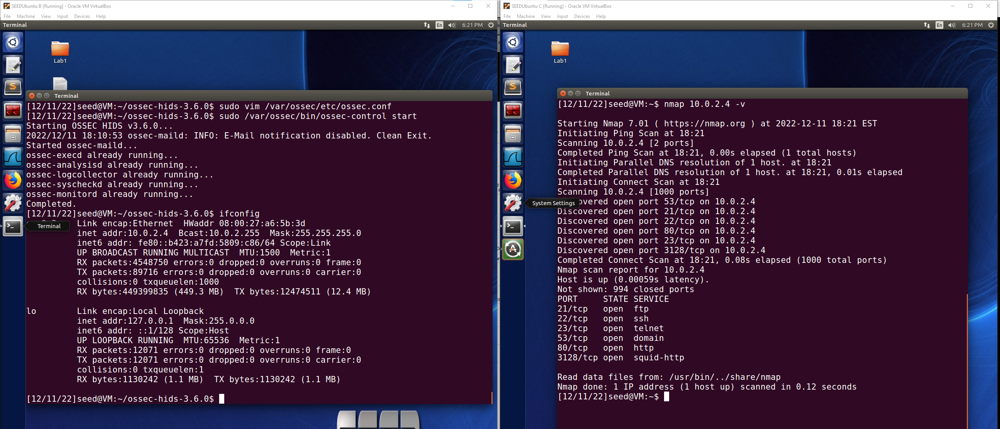 SEEDUbuntu B [Running] - Oracle VM VirtualBox
File Machine View Input Devices Help
Terminal
En
6:21 PM
Lab1
Terminal
[12/11/22]seed@VM:~/ossec-hids-3.6.0$ sudo vim /var/ossec/etc/ossec.conf
[12/11/22]seed@VM:~/ossec-hids-3.6.0$ sudo /var/ossec/bin/ossec-control start
Starting OSSEC HIDS v3.6.0...
2022/12/11 18:10:53 ossec-maild: INFO: E-Mail notification disabled. Clean Exit.
Started ossec-maild...
ossec-execd already running...
ossec-analysisd already running...
ossec-logcollector already running...
ossec-syscheckd already running...
ossec-monitord already running...
Completed.
[12/11/22]seed@VM:~/ossec-hids-3.6.0$ ifconfig
Link encap:Ethernet  HWaddr 08:00:27:a6:5b:3d
Terminal
inet addr:10.0.2.4  Bcast:10.0.2.255  Mask:255.255.255.0
inet6 addr: fe80::b423:a7fd:5809:c86/64 Scope:Link
UP BROADCAST RUNNING MULTICAST  MTU:1500  Metric:1
RX packets:4548750 errors:0 dropped:0 overruns:0 frame:0
TX packets:89716 errors:0 dropped:0 overruns:0 carrier:0
collisions:0 txqueuelen:1000
RX bytes:449399835 (449.3 MB)  TX bytes:12474511 (12.4 MB)
lo        Link encap:Local Loopback
inet addr:127.0.0.1  Mask:255.0.0.0
inet6 addr: ::1/128 Scope:Host
UP LOOPBACK RUNNING  MTU:65536  Metric:1
RX packets:12071 errors:0 dropped:0 overruns:0 frame:0
TX packets:12071 errors:0 dropped:0 overruns:0 carrier:0
collisions:0 txqueuelen:1
RX bytes:1130242 (1.1 MB)  TX bytes:1130242 (1.1 MB)
[12/11/22]seed@VM:~/ossec-hids-3.6.0$
SEEDUbuntu C [Running] - Oracle VM VirtualBox
File Machine View Input Devices Help
Terminal
En
6:21 PM
Lab1
Terminal
[12/11/22]seed@VM:~$ nmap 10.0.2.4 -v
Starting Nmap 7.01 ( https://nmap.org ) at 2022-12-11 18:21 EST
Initiating Ping Scan at 18:21
Scanning 10.0.2.4 [2 ports]
Completed Ping Scan at 18:21, 0.00s elapsed (1 total hosts)
Initiating Parallel DNS resolution of 1 host. at 18:21
Completed Parallel DNS resolution of 1 host. at 18:21, 0.01s elapsed
Initiating Connect Scan at 18:21
Scanning 10.0.2.4 [1000 ports]
System Settings
overed open port 53/tcp on 10.0.2.4
Discovered open port 21/tcp on 10.0.2.4
Discovered open port 22/tcp on 10.0.2.4
Discovered open port 80/tcp on 10.0.2.4
Discovered open port 23/tcp on 10.0.2.4
Discovered open port 3128/tcp on 10.0.2.4
Completed Connect Scan at 18:21, 0.08s elapsed (1000 total ports)
Nmap scan report for 10.0.2.4
Host is up (0.00059s latency).
Not shown: 994 closed ports
PORT     STATE SERVICE
21/tcp   open  ftp
22/tcp   open  ssh
23/tcp   open  telnet
53/tcp   open  domain
80/tcp   open  http
3128/tcp open  squid-http
Read data files from: /usr/bin/../share/nmap
Nmap done: 1 IP address (1 host up) scanned in 0.12 seconds
[12/11/22]seed@VM:~$